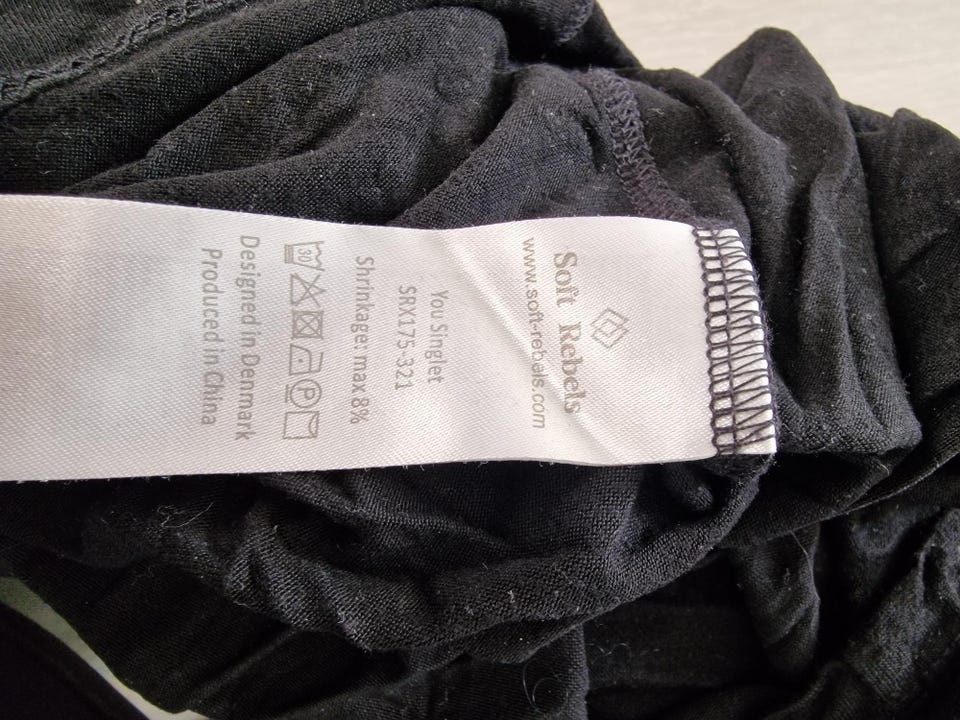 Soft Rebels
www.soft-rebels.com
You Singlet
SRX175-321
Shrinkage: max 8%
30 P
Designed in Denmark
Produced in China